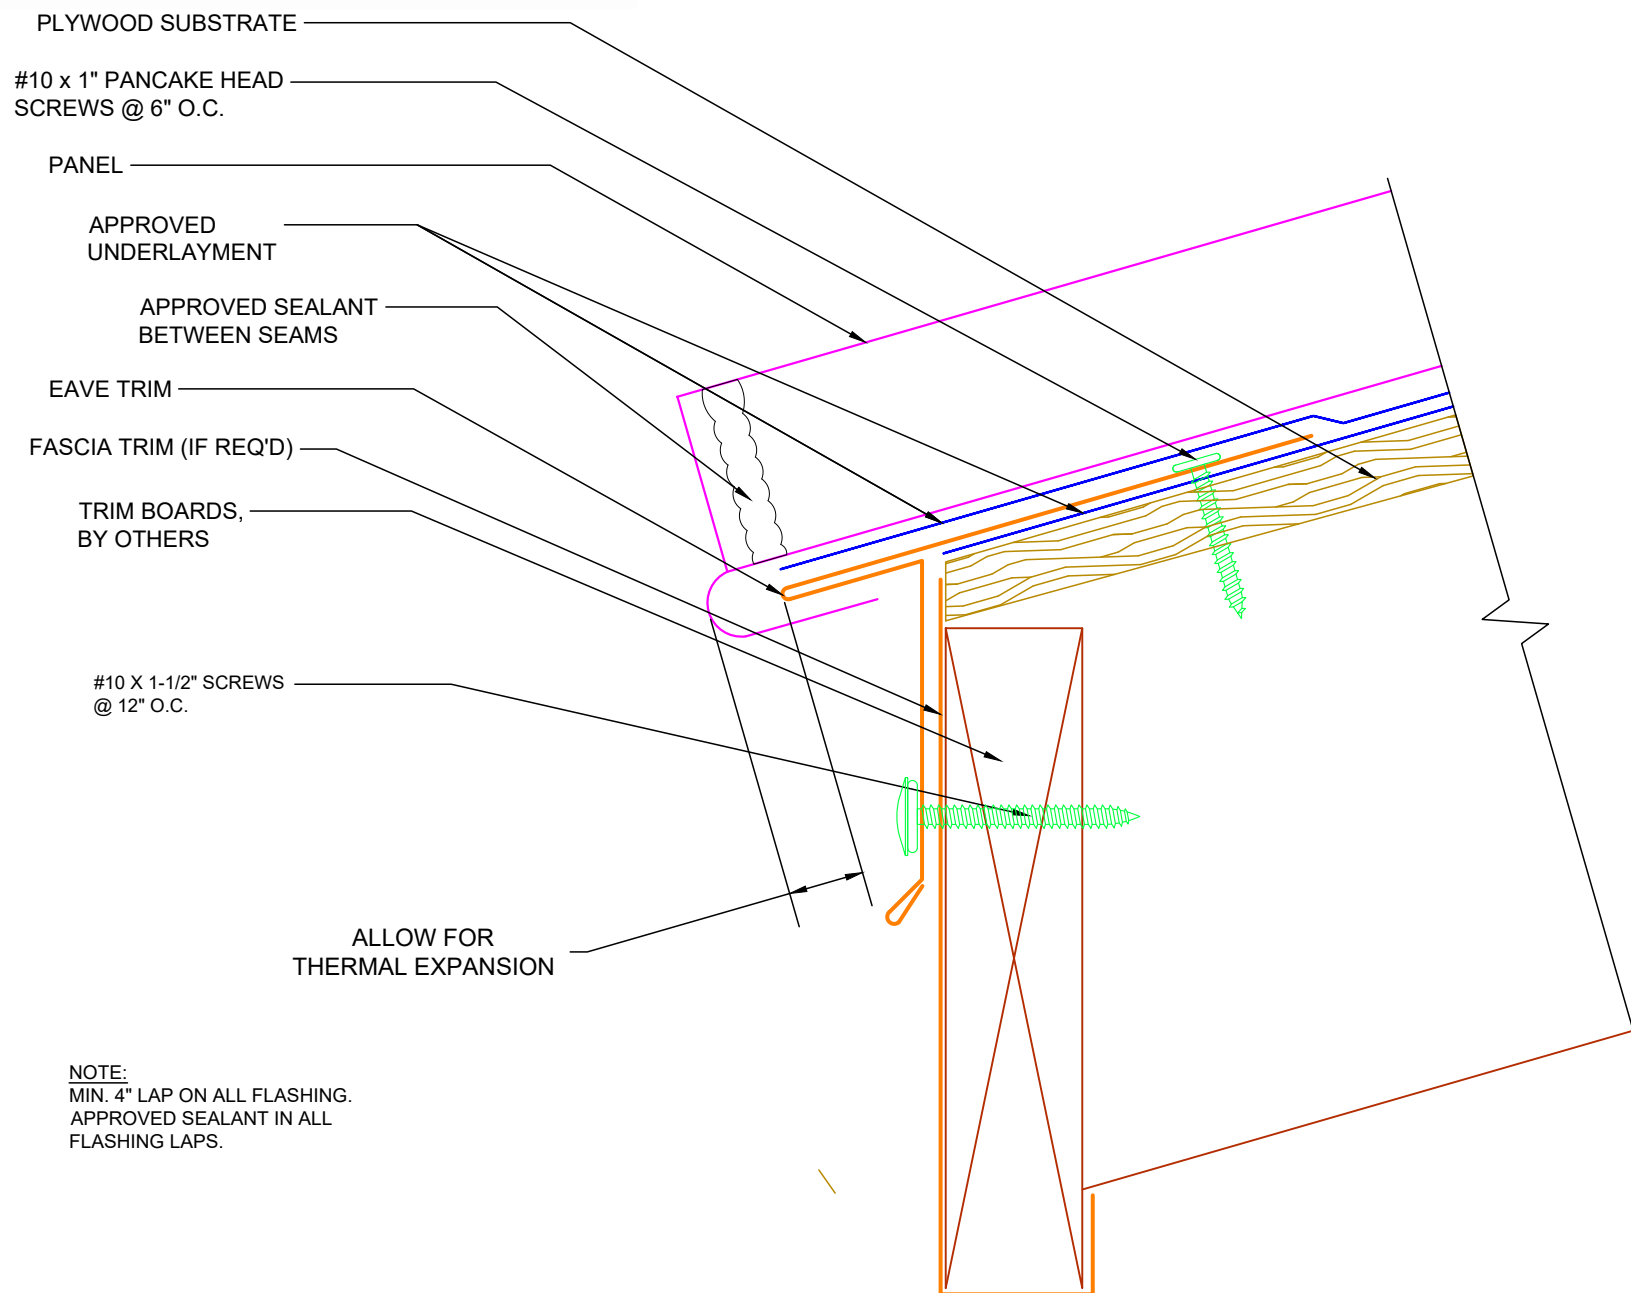 PLYWOOD SUBSTRATE
#10 x 1" PANCAKE HEAD
SCREWS @ 6" O.C.
PANEL
APPROVED
UNDERLAYMENT
APPROVED SEALANT
BETWEEN SEAMS
EAVE TRIM
FASCIA TRIM (IF REQ'D)
TRIM BOARDS,
BY OTHERS
#10 X 1-1/2" SCREWS
@ 12" O.C.
ALLOW FOR
THERMAL EXPANSION
NOTE:
MIN. 4" LAP ON ALL FLASHING.
APPROVED SEALANT IN ALL
FLASHING LAPS.